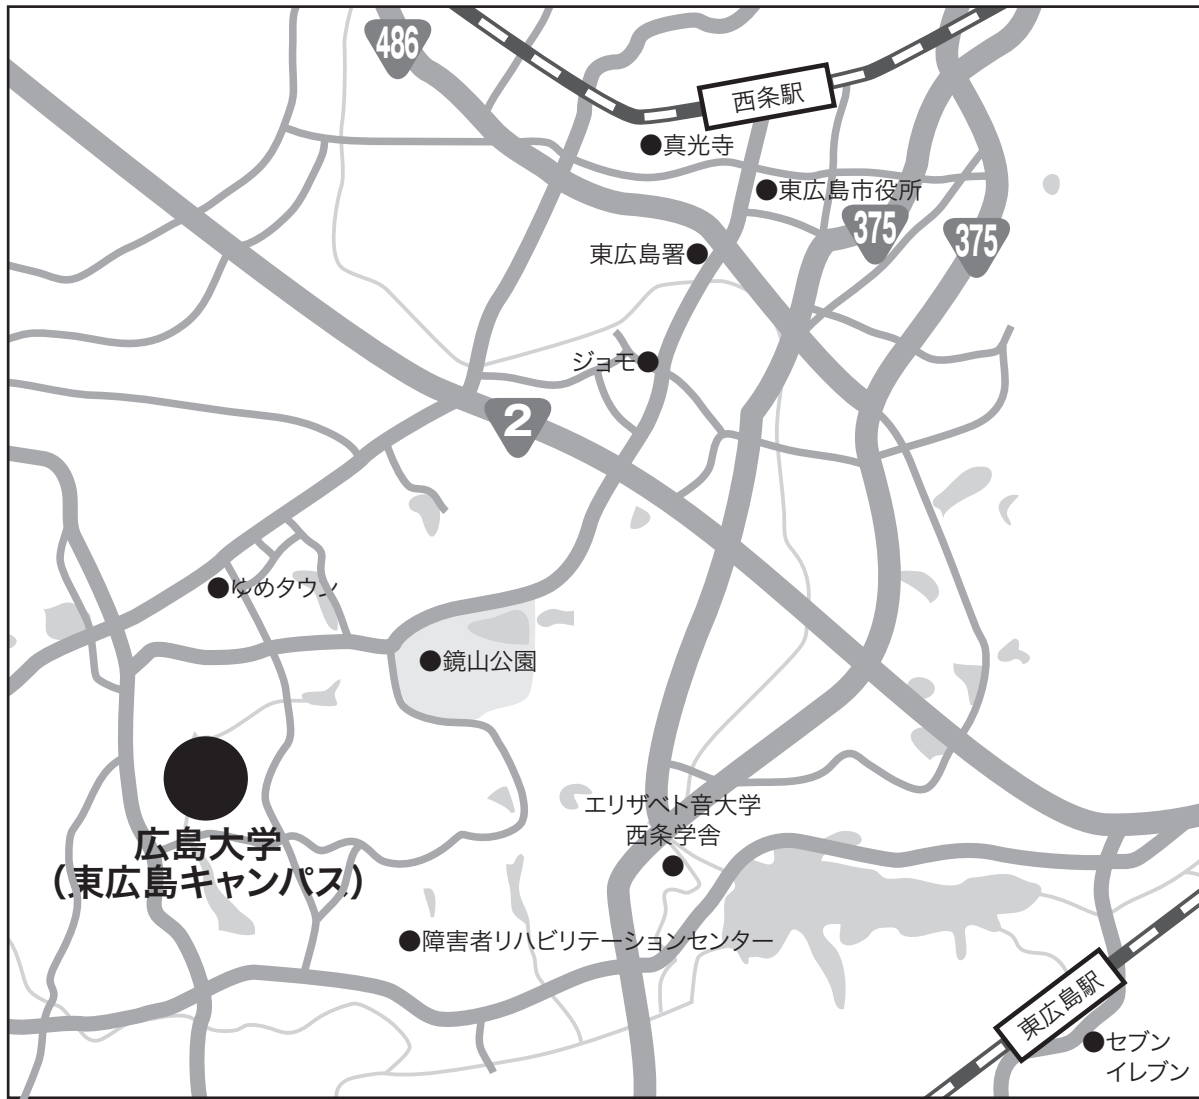 486
西条駅
真光寺
東広島市役所
375
375
東広島署
ジョモ
2
ゆめタウン
鏡山公園
エリザベト音大学
西条学舎
広島大学
(東広島キャンパス)
障害者リハビリテーションセンター
東広島駅
セブン
イレブン